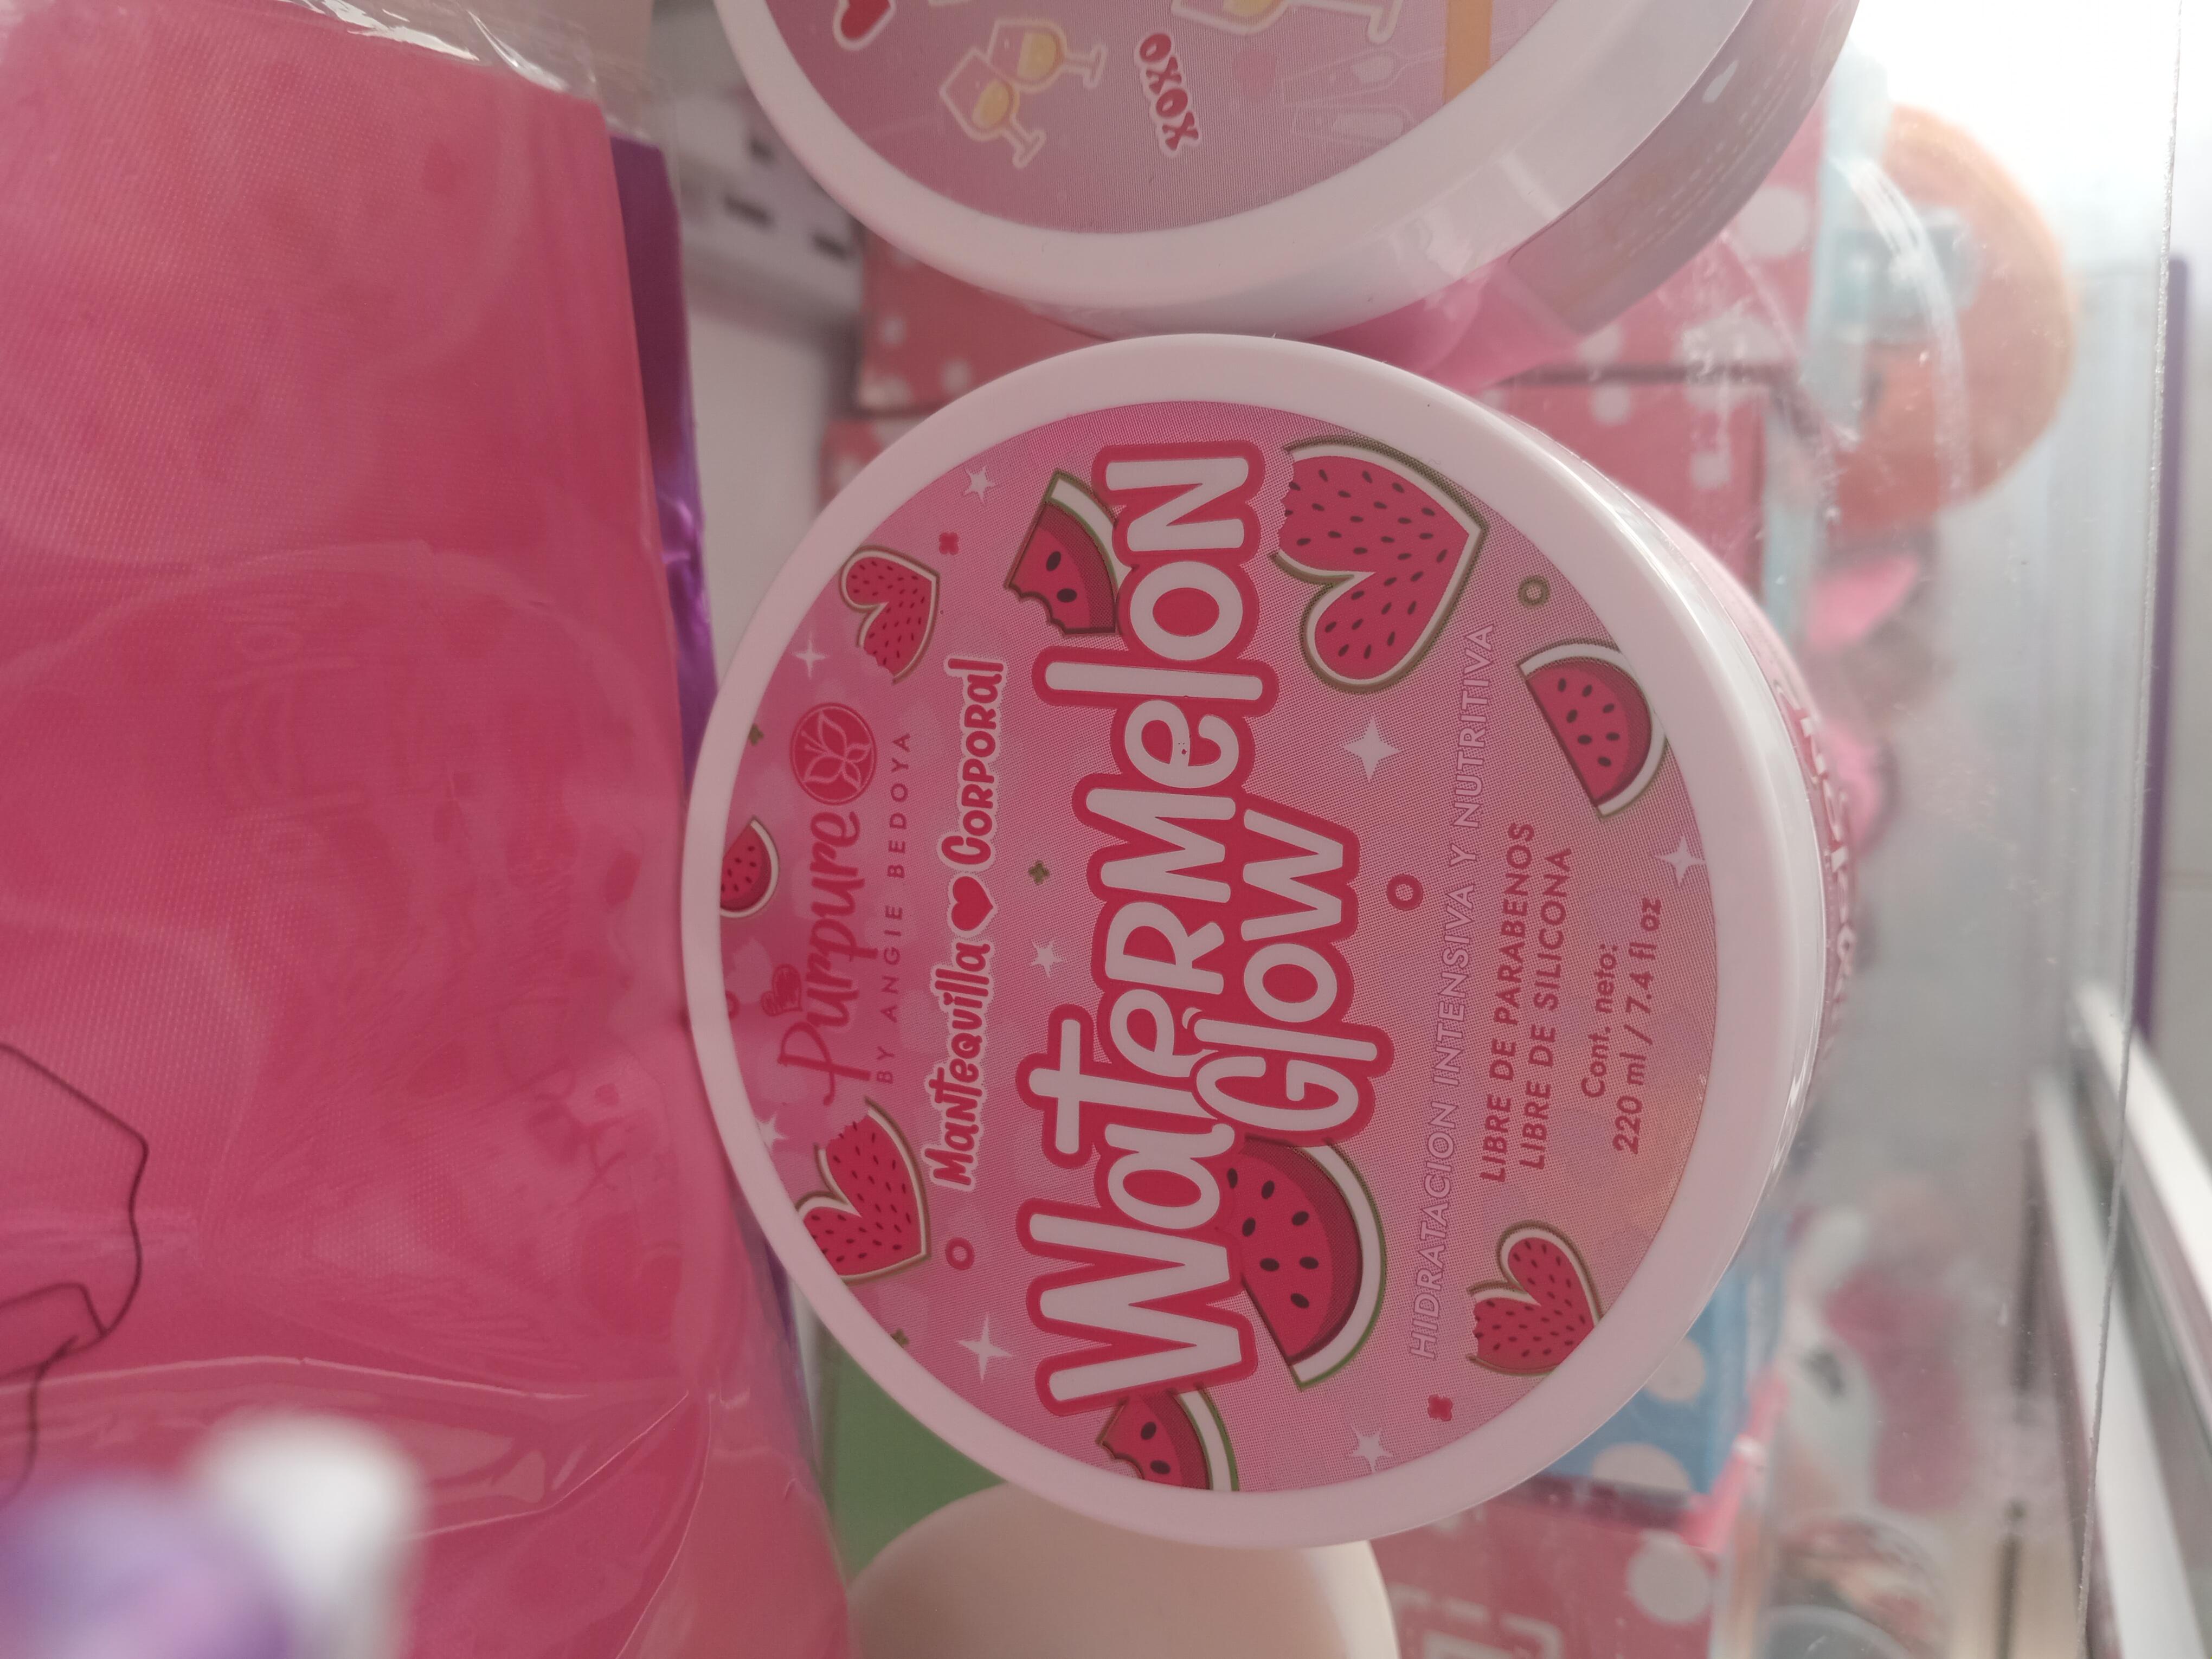 Purpure
BY ANGIE BEDOYA
Mantequilla Corporal
Watermelon
Glow
HIDRATACION INTENSIVA Y NUTRITIVA
LIBRE DE PARABENOS
LIBRE DE SILICONA
Cont. neto:
220 ml / 7.4 fl oz
XOXO